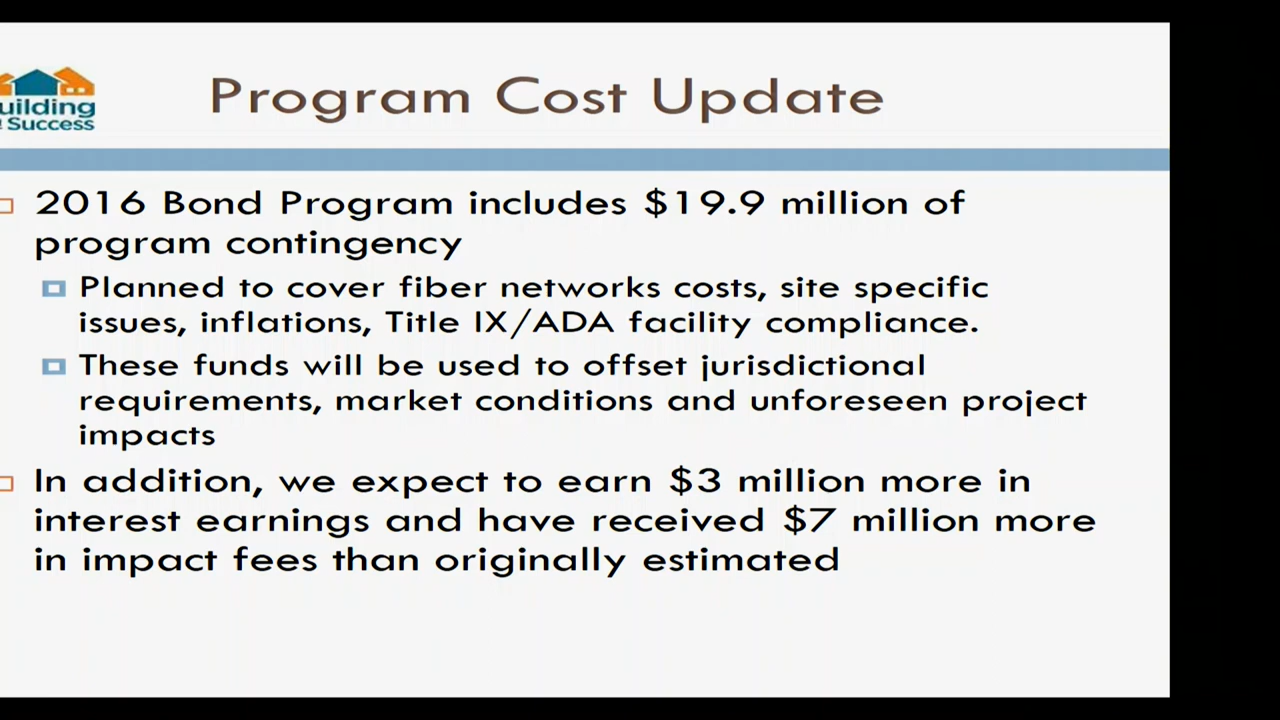 Program Cost Update
uilding
Success
2016 Bond Program includes $19.9 million of
program contingency
Planned to cover fiber networks costs, site specific
issues, inflations, Title IX/ADA facility compliance.
These funds will be used to offset jurisdictional
requirements, market conditions and unforeseen project
impacts
In addition, we expect to earn $3 million more in
interest earnings and have received $7 million more
in impact fees than originally estimated